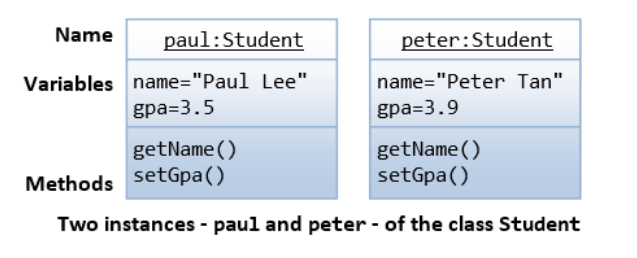 Name
paul:Student
peter:Student
Variables
name="Paul Lee"
gpa=3.5
name="Peter Tan"
gpa=3.9
Methods
getName()
setGpa()
getName()
setGpa()
Two instances - paul and peter - of the class Student